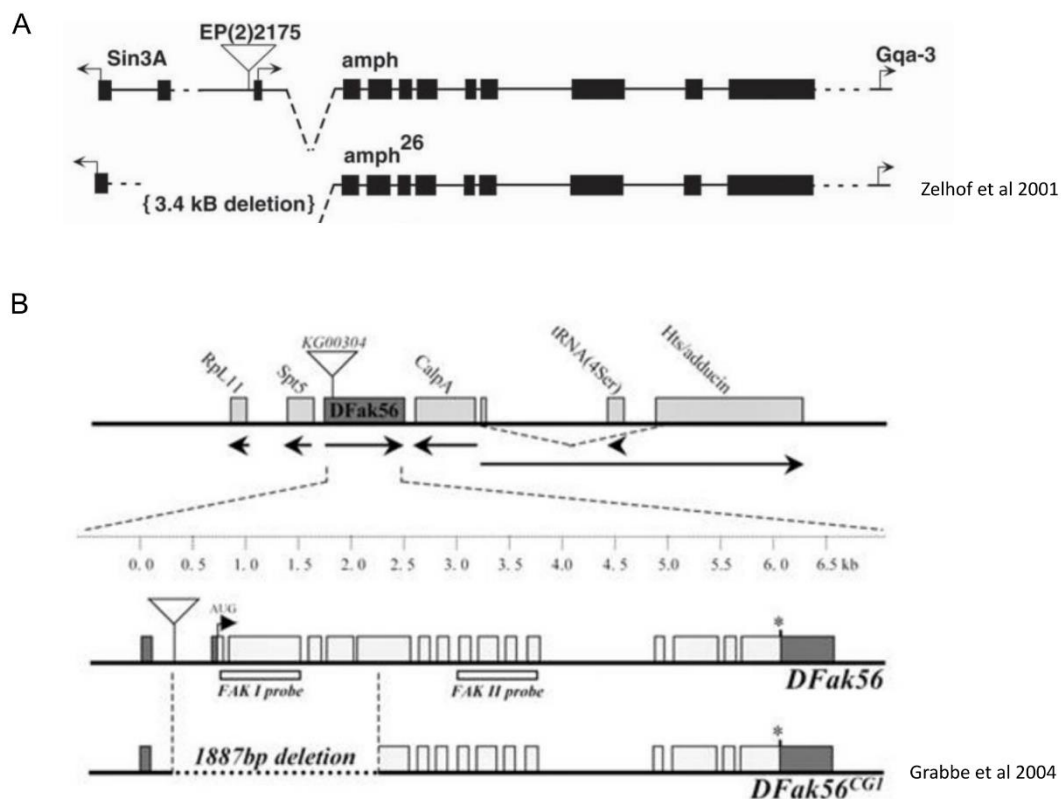 A
EP(2)2175
Sin3A
amph
Gqa-3
amph26
{ 3.4 kB deletion}
Zelhof et al 2001
B
KG00304
RpL11
Spt5
DFak56
CalpA
tRNA(4Ser)
Hts/adducin
0. 0 0. 5 1. 0 1. 5 2. 0 2. 5 3. 0 3. 5 4. 0 4. 5 5. 0 5. 5 6. 0 6. 5 kb
AUG
*
FAK I probe FAK II probe
DFak56
*
1887bp deletion
DFak56CG1
Grabbe et al 2004